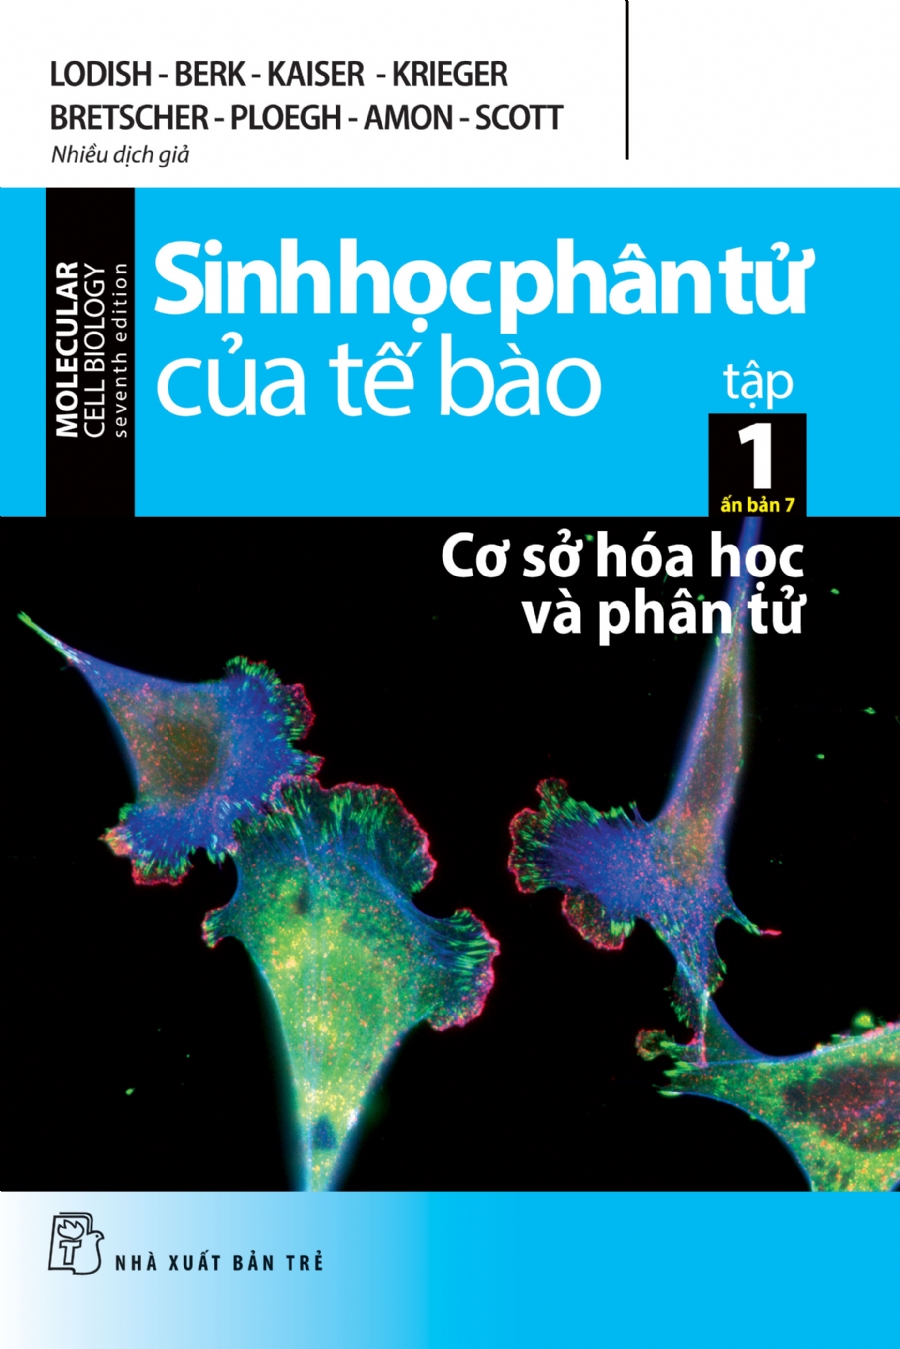 LODISH - BERK - KAISER - KRIEGER
BRETSCHER - PLOEGH - AMON - SCOTT
Nhiều dịch giả
MOLECULAR
CELL BIOLOGY
seventh edition
Sinh học phân tử
của tế bào
tập
1
ấn bản 7
Cơ sở hóa học
và phân tử
T
NHÀ XUẤT BẢN TRẺ